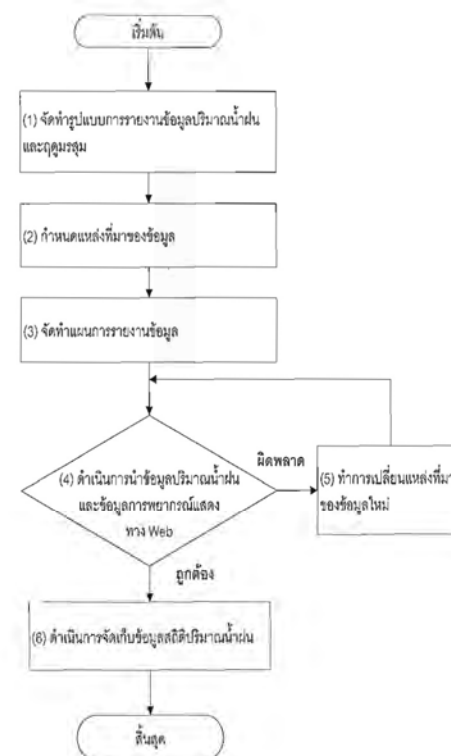 เริ่มต้น
(1) จัดทำรูปแบบการรายงานข้อมูลปริมาณน้ำฝน
และฤดูมรสุม
(2) กำหนดแหล่งที่มาของข้อมูล
(3) จัดทำแผนการรายงานข้อมูล
(4) ดำเนินการนำข้อมูลปริมาณน้ำฝน
และข้อมูลการพยากรณ์แสดง
ทาง Web
ผิดพลาด
(5) ทำการเปลี่ยนแหล่งที่มา
ของข้อมูลใหม่
ถูกต้อง
(6) ดำเนินการจัดเก็บข้อมูลสถิติปริมาณน้ำฝน
สิ้นสุด